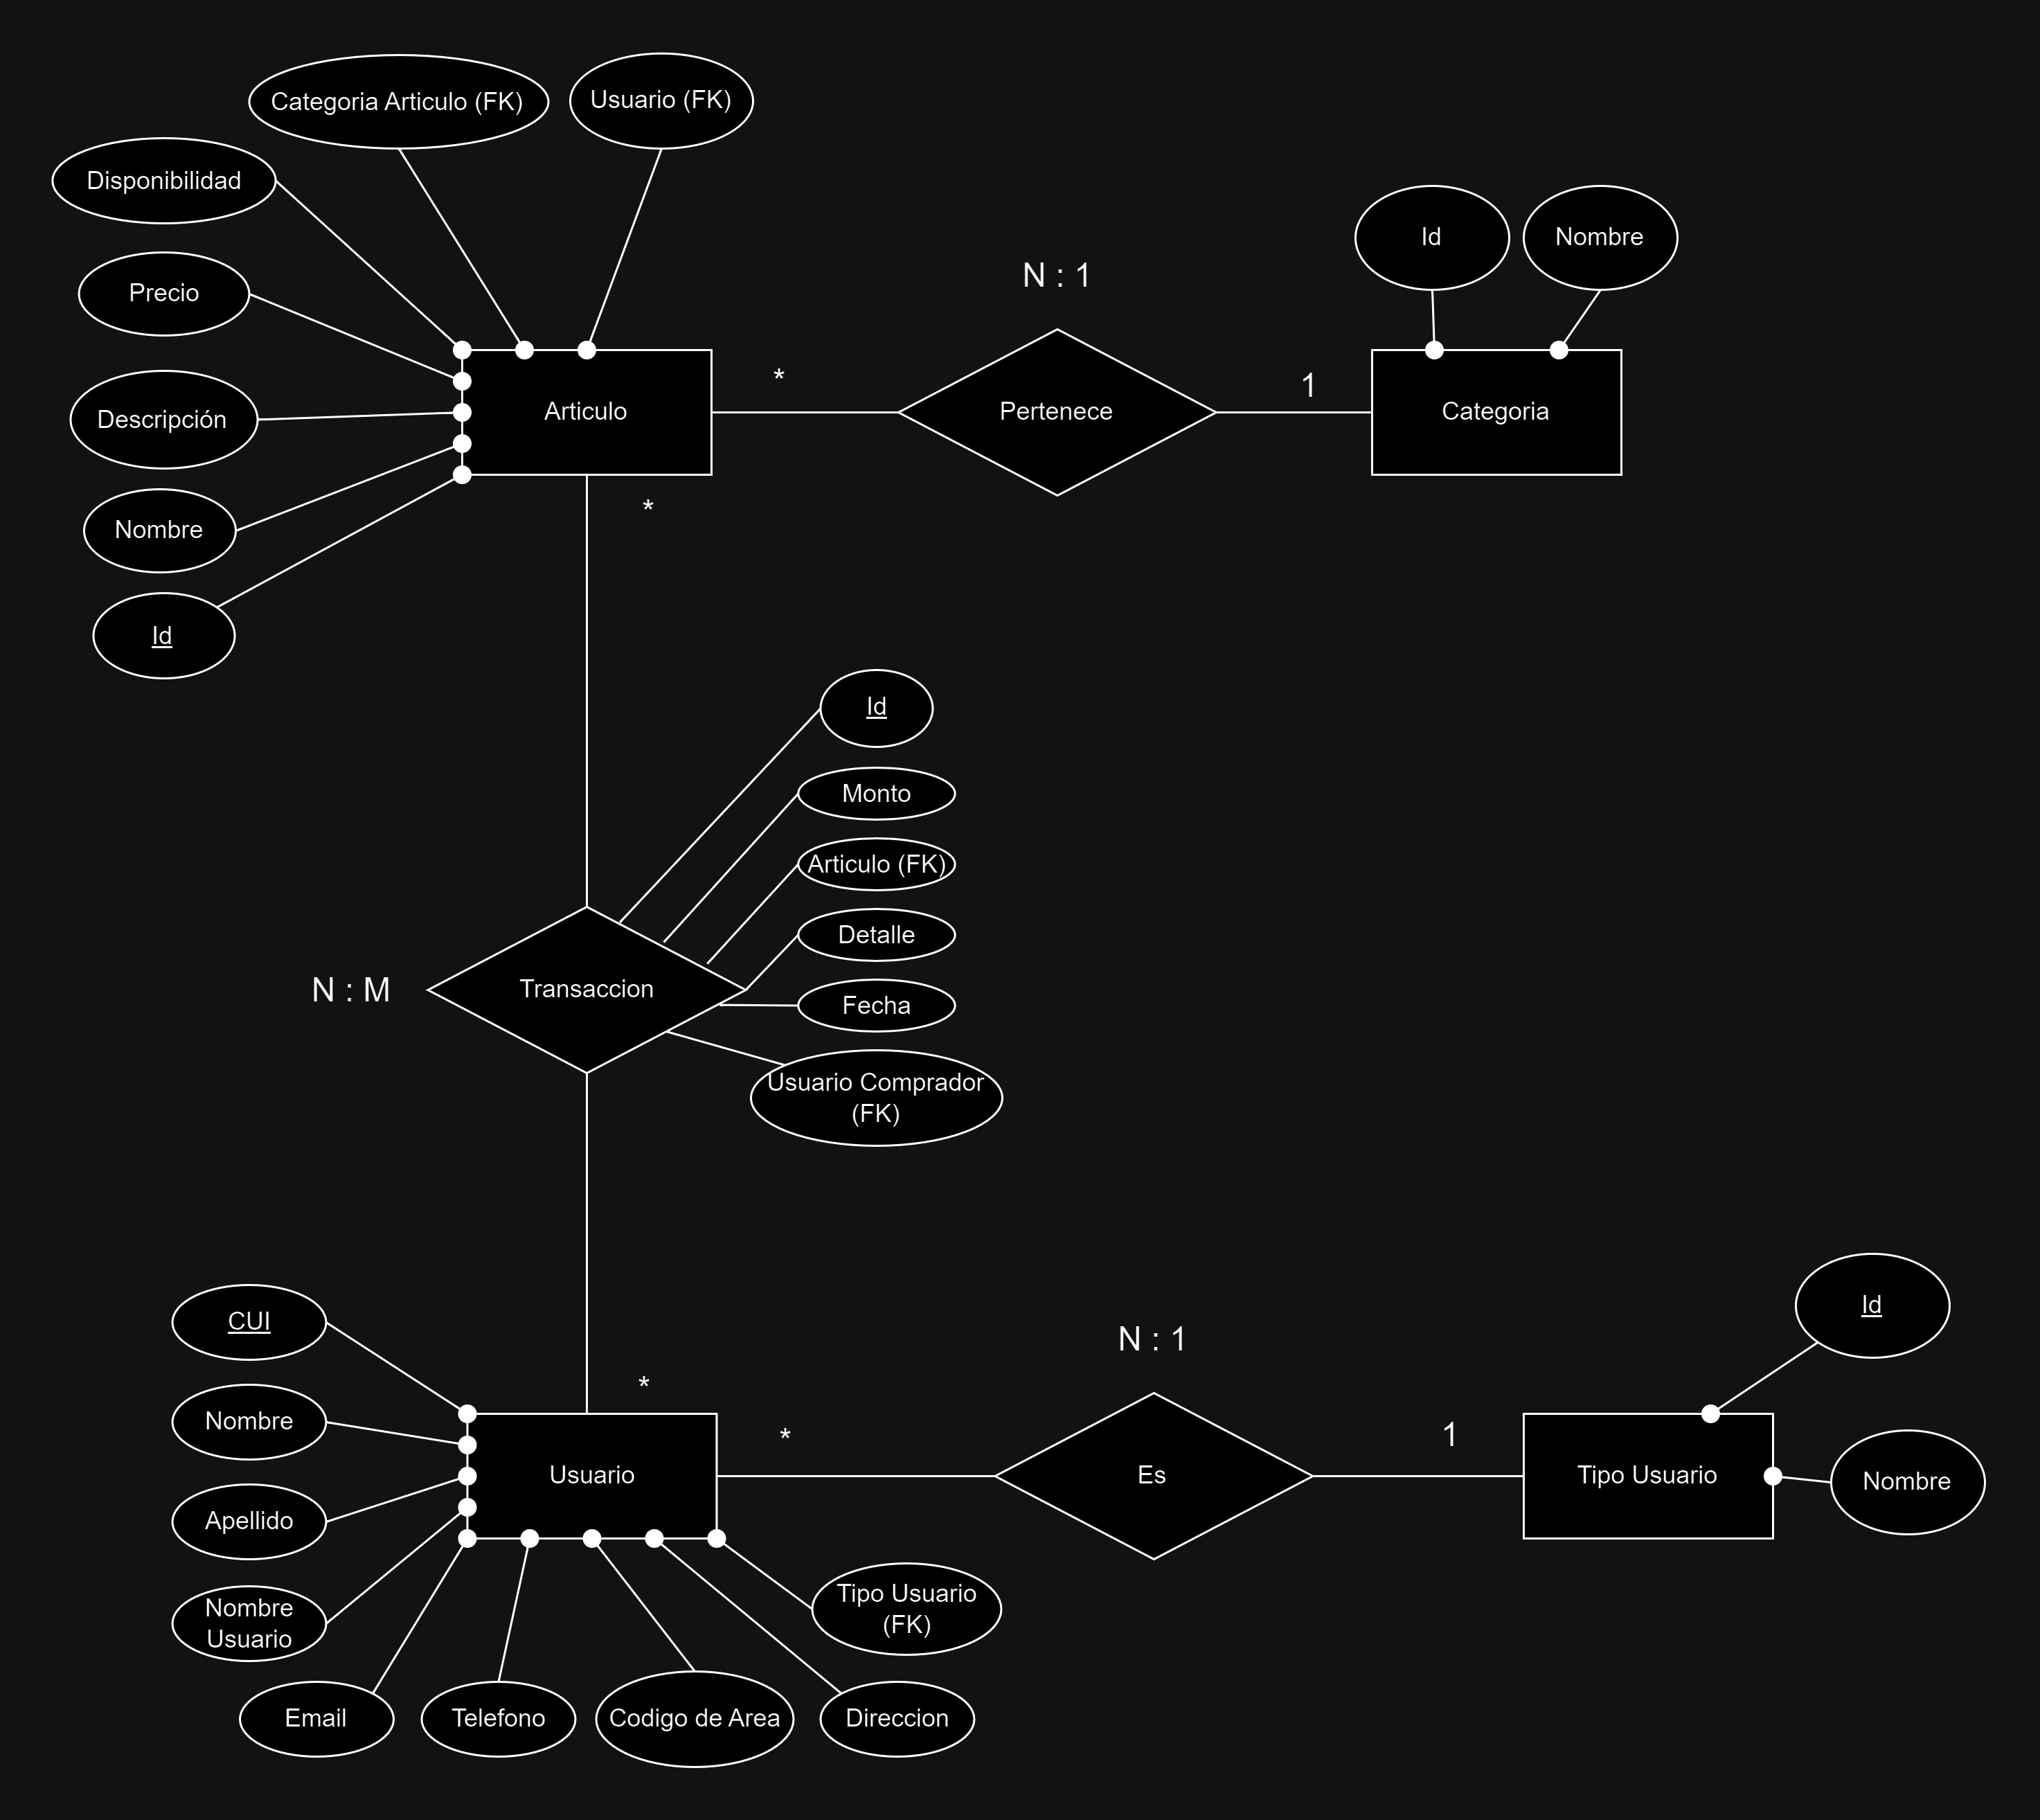 Categoria Articulo (FK)
Usuario (FK)
Disponibilidad
Precio
Descripción
Nombre
Id
Articulo
*
*
N : 1
Pertenece
1
Id
Nombre
Categoria
Id
Monto
Articulo (FK)
Detalle
Fecha
Usuario Comprador
(FK)
N : M
Transaccion
*
CUI
Nombre
Apellido
Nombre
Usuario
Email
Telefono
Codigo de Area
Direccion
Tipo Usuario
(FK)
Usuario
*
N : 1
Es
1
Tipo Usuario
Id
Nombre